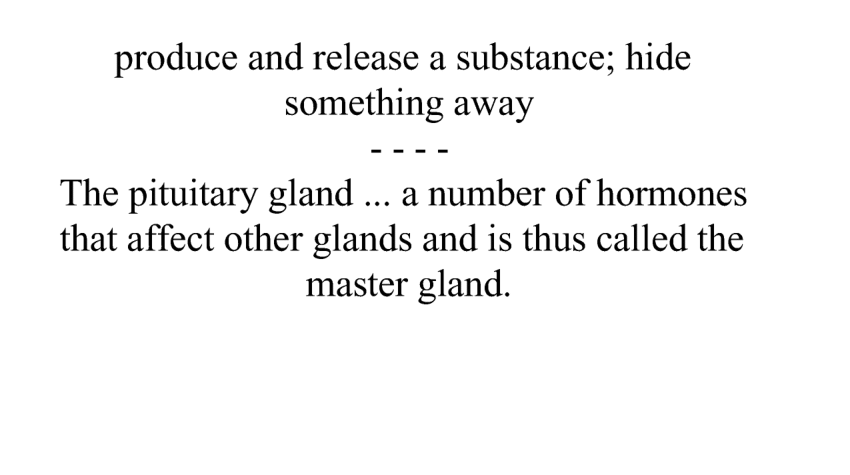 produce and release a substance; hide
something away
- - - -
The pituitary gland ... a number of hormones
that affect other glands and is thus called the
master gland.